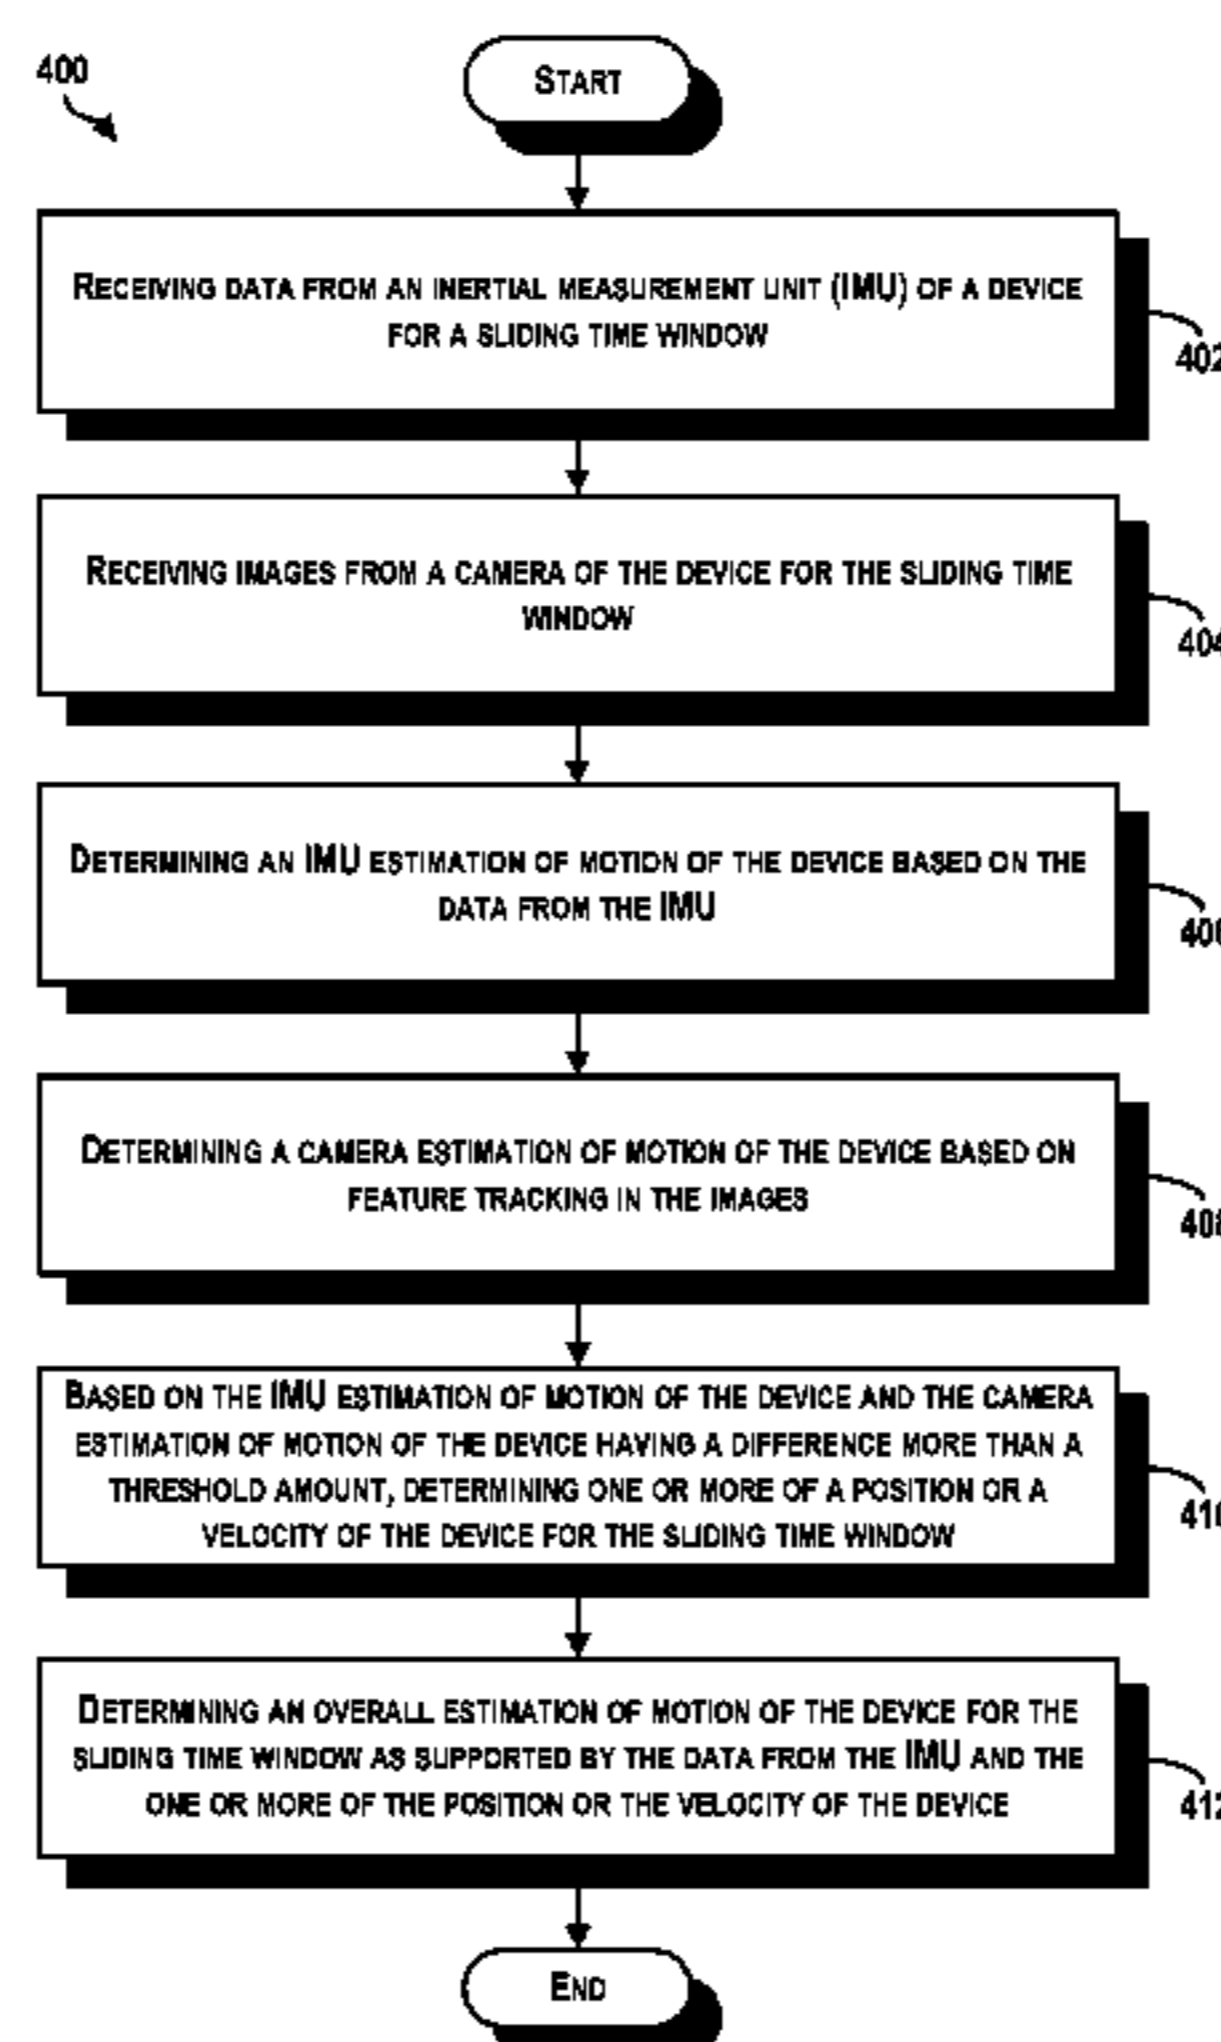 400
START
RECEIVING DATA FROM AN INERTIAL MEASUREMENT UNIT (IMU) OF A DEVICE
FOR A SLIDING TIME WINDOW
402
RECEIVING IMAGES FROM A CAMERA OF THE DEVICE FOR THE SLIDING TIME
WINDOW
404
DETERMINING AN IMU ESTIMATION OF MOTION OF THE DEVICE BASED ON THE
DATA FROM THE IMU
406
DETERMINING A CAMERA ESTIMATION OF MOTION OF THE DEVICE BASED ON
FEATURE TRACKING IN THE IMAGES
408
BASED ON THE IMU ESTIMATION OF MOTION OF THE DEVICE AND THE CAMERA
ESTIMATION OF MOTION OF THE DEVICE HAVING A DIFFERENCE MORE THAN A
THRESHOLD AMOUNT, DETERMINING ONE OR MORE OF A POSITION OR A
VELOCITY OF THE DEVICE FOR THE SLIDING TIME WINDOW
410
DETERMINING AN OVERALL ESTIMATION OF MOTION OF THE DEVICE FOR THE
SLIDING TIME WINDOW AS SUPPORTED BY THE DATA FROM THE IMU AND THE
ONE OR MORE OF THE POSITION OR THE VELOCITY OF THE DEVICE
412
END